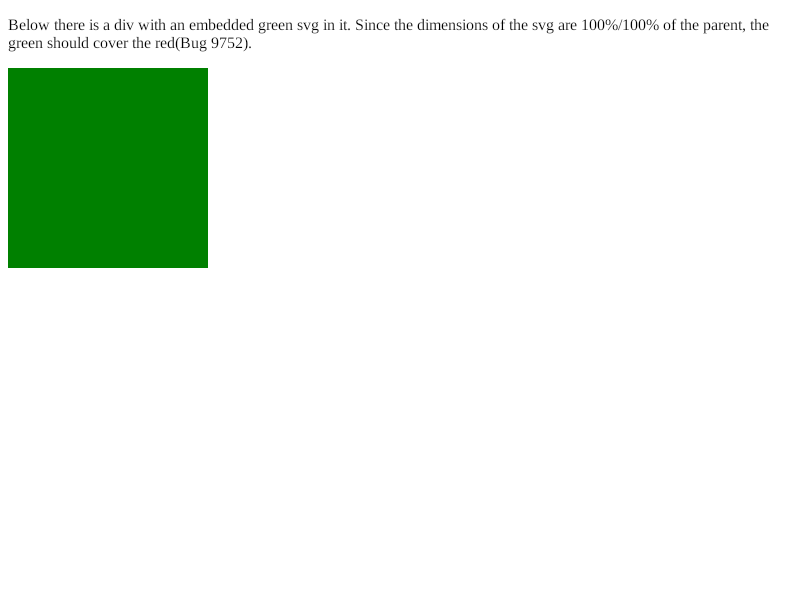 Below there is a div with an embedded green svg in it. Since the dimensions of the svg are 100%/100% of the parent, the
green should cover the red(Bug 9752).